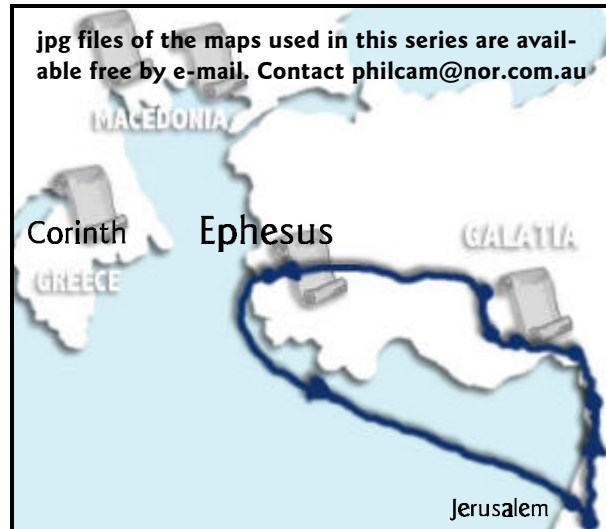 jpg files of the maps used in this series are avail-
able free by e-mail. Contact philcam@nor.com.au
MACEDONIA
Corinth
Ephesus
GALATIA
GREECE
Jerusalem